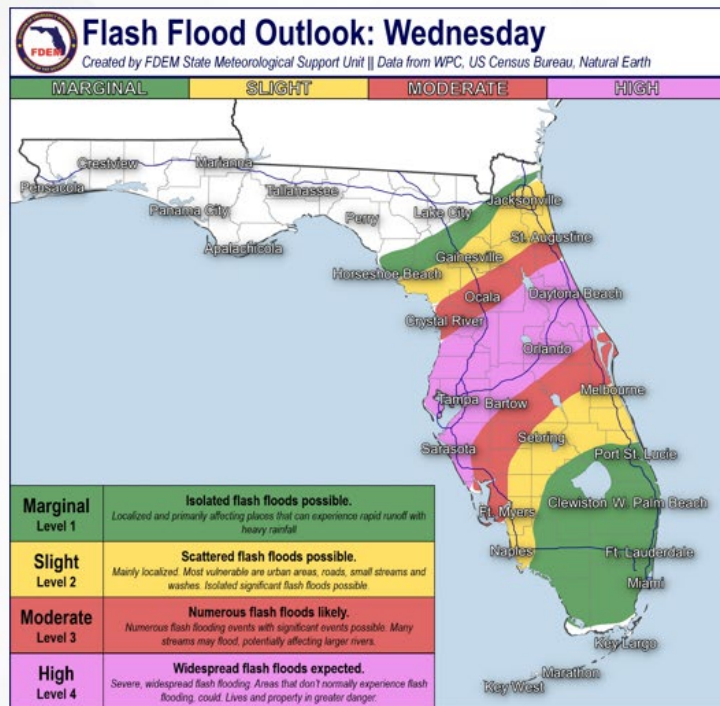 FDEM
Flash Flood Outlook: Wednesday
Created by FDEM State Meteorological Support Unit || Data from WPC, US Census Bureau, Natural Earth
MARGINAL SLIGHT MODERATE HIGH
Crestview
Marianna
Pensacola
Tallahassee
Panama City
Perry
Apalachicola
Lake City
Jacksonville
St. Augustine
Gainesville
Horseshoe Beach
Ocala
Daytona Beach
Crystal River
Orlando
Melbourne
Tampa
Bartow
Sebring
Sarasota
Port St. Lucie
Clewiston
W. Palm Beach
Ft. Myers
Naples
Ft. Lauderdale
Miami
Key Largo
Marathon
Key West
Marginal
Level 1
Isolated flash floods possible.
Localized and primarily affecting places that can experience rapid runoff with
heavy rainfall
Slight
Level 2
Scattered flash floods possible.
Mainly localized. Most vulnerable are urban areas, roads, small streams and
washes. Isolated significant flash floods possible.
Moderate
Level 3
Numerous flash floods likely.
Numerous flash flooding events with significant events possible. Many
streams may flood, potentially affecting larger rivers.
High
Level 4
Widespread flash floods expected.
Severe, widespread flash flooding. Areas that don't normally experience flash
flooding, could. Lives and property in greater danger.